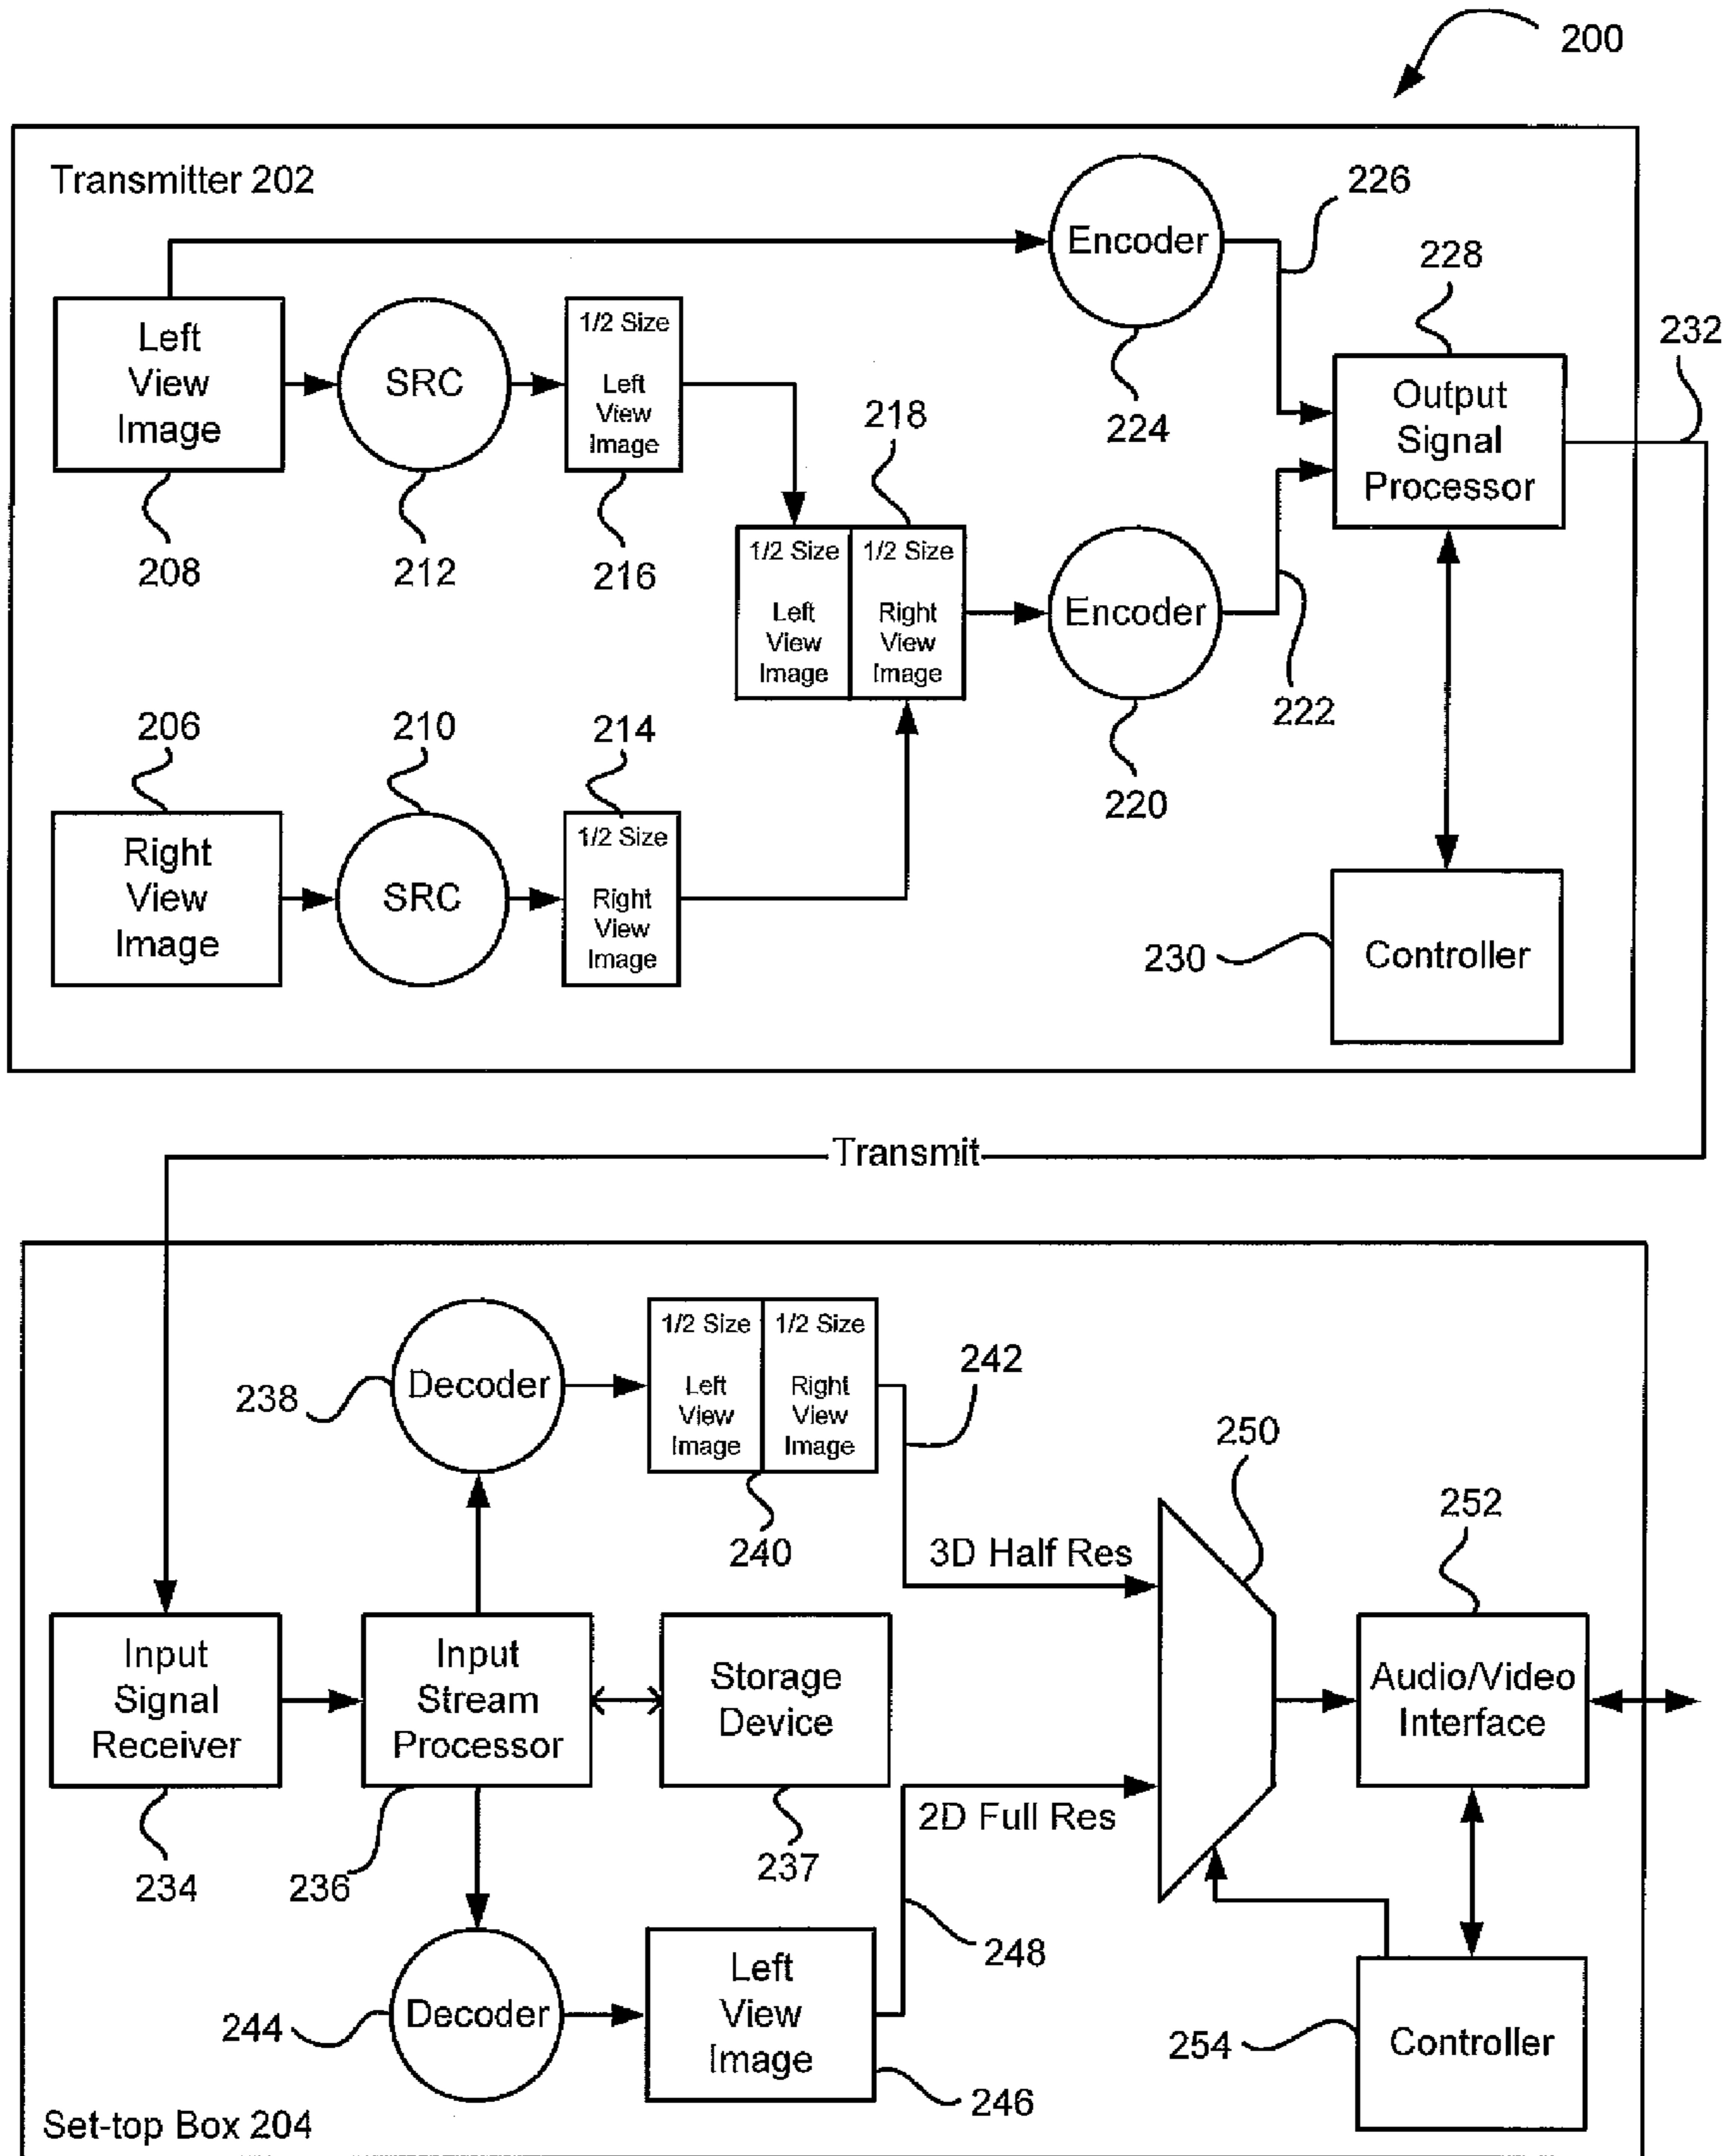 200
Transmitter 202
Encoder
226
228
232
Left
View
Image
SRC
1/2 Size
Left
View
Image
224
Output
Signal
Processor
208
212
216
218
1/2 Size
Left
View
Image
1/2 Size
Right
View
Image
Encoder
222
220
206
210
214
Right
View
Image
SRC
1/2 Size
Right
View
Image
230
Controller
Transmit
238
Decoder
1/2 Size
Left
View
Image
1/2 Size
Right
View
Image
242
240
3D Half Res
250
252
Input
Signal
Receiver
Input
Stream
Processor
Storage
Device
Audio/Video
Interface
234
236
237
2D Full Res
248
244
Decoder
Left
View
Image
246
254
Controller
Set-top Box 204